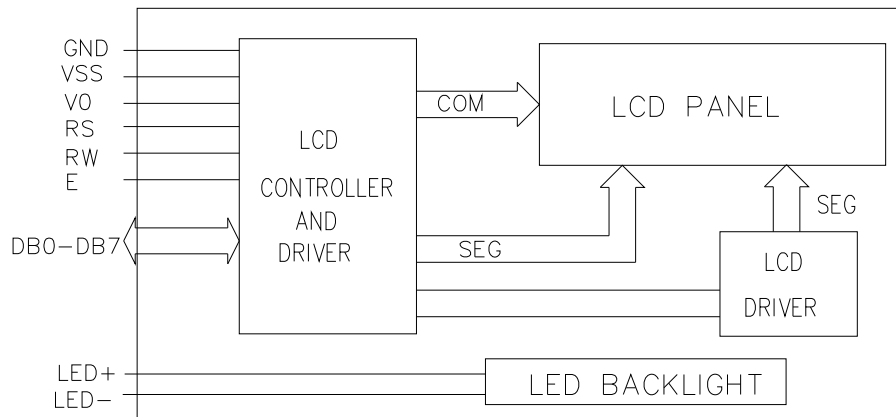 GND
VSS
V0
RS
RW
E
DB0-DB7
LCD
CONTROLLER
AND
DRIVER
COM
SEG
LCD PANEL
SEG
LCD
DRIVER
LED+
LED-
LED BACKLIGHT